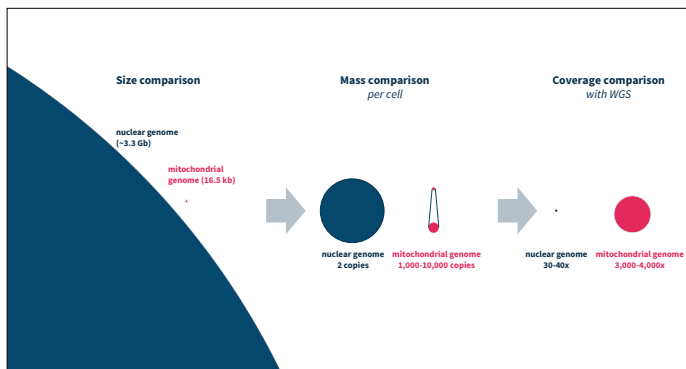 Size comparison
nuclear genome
(~3.3 Gb)
mitochondrial
genome (16.5 kb)
Mass comparison
per cell
nuclear genome
2 copies
mitochondrial genome
1,000-10,000 copies
Coverage comparison
with WGS
nuclear genome
30-40x
mitochondrial genome
3,000-4,000x